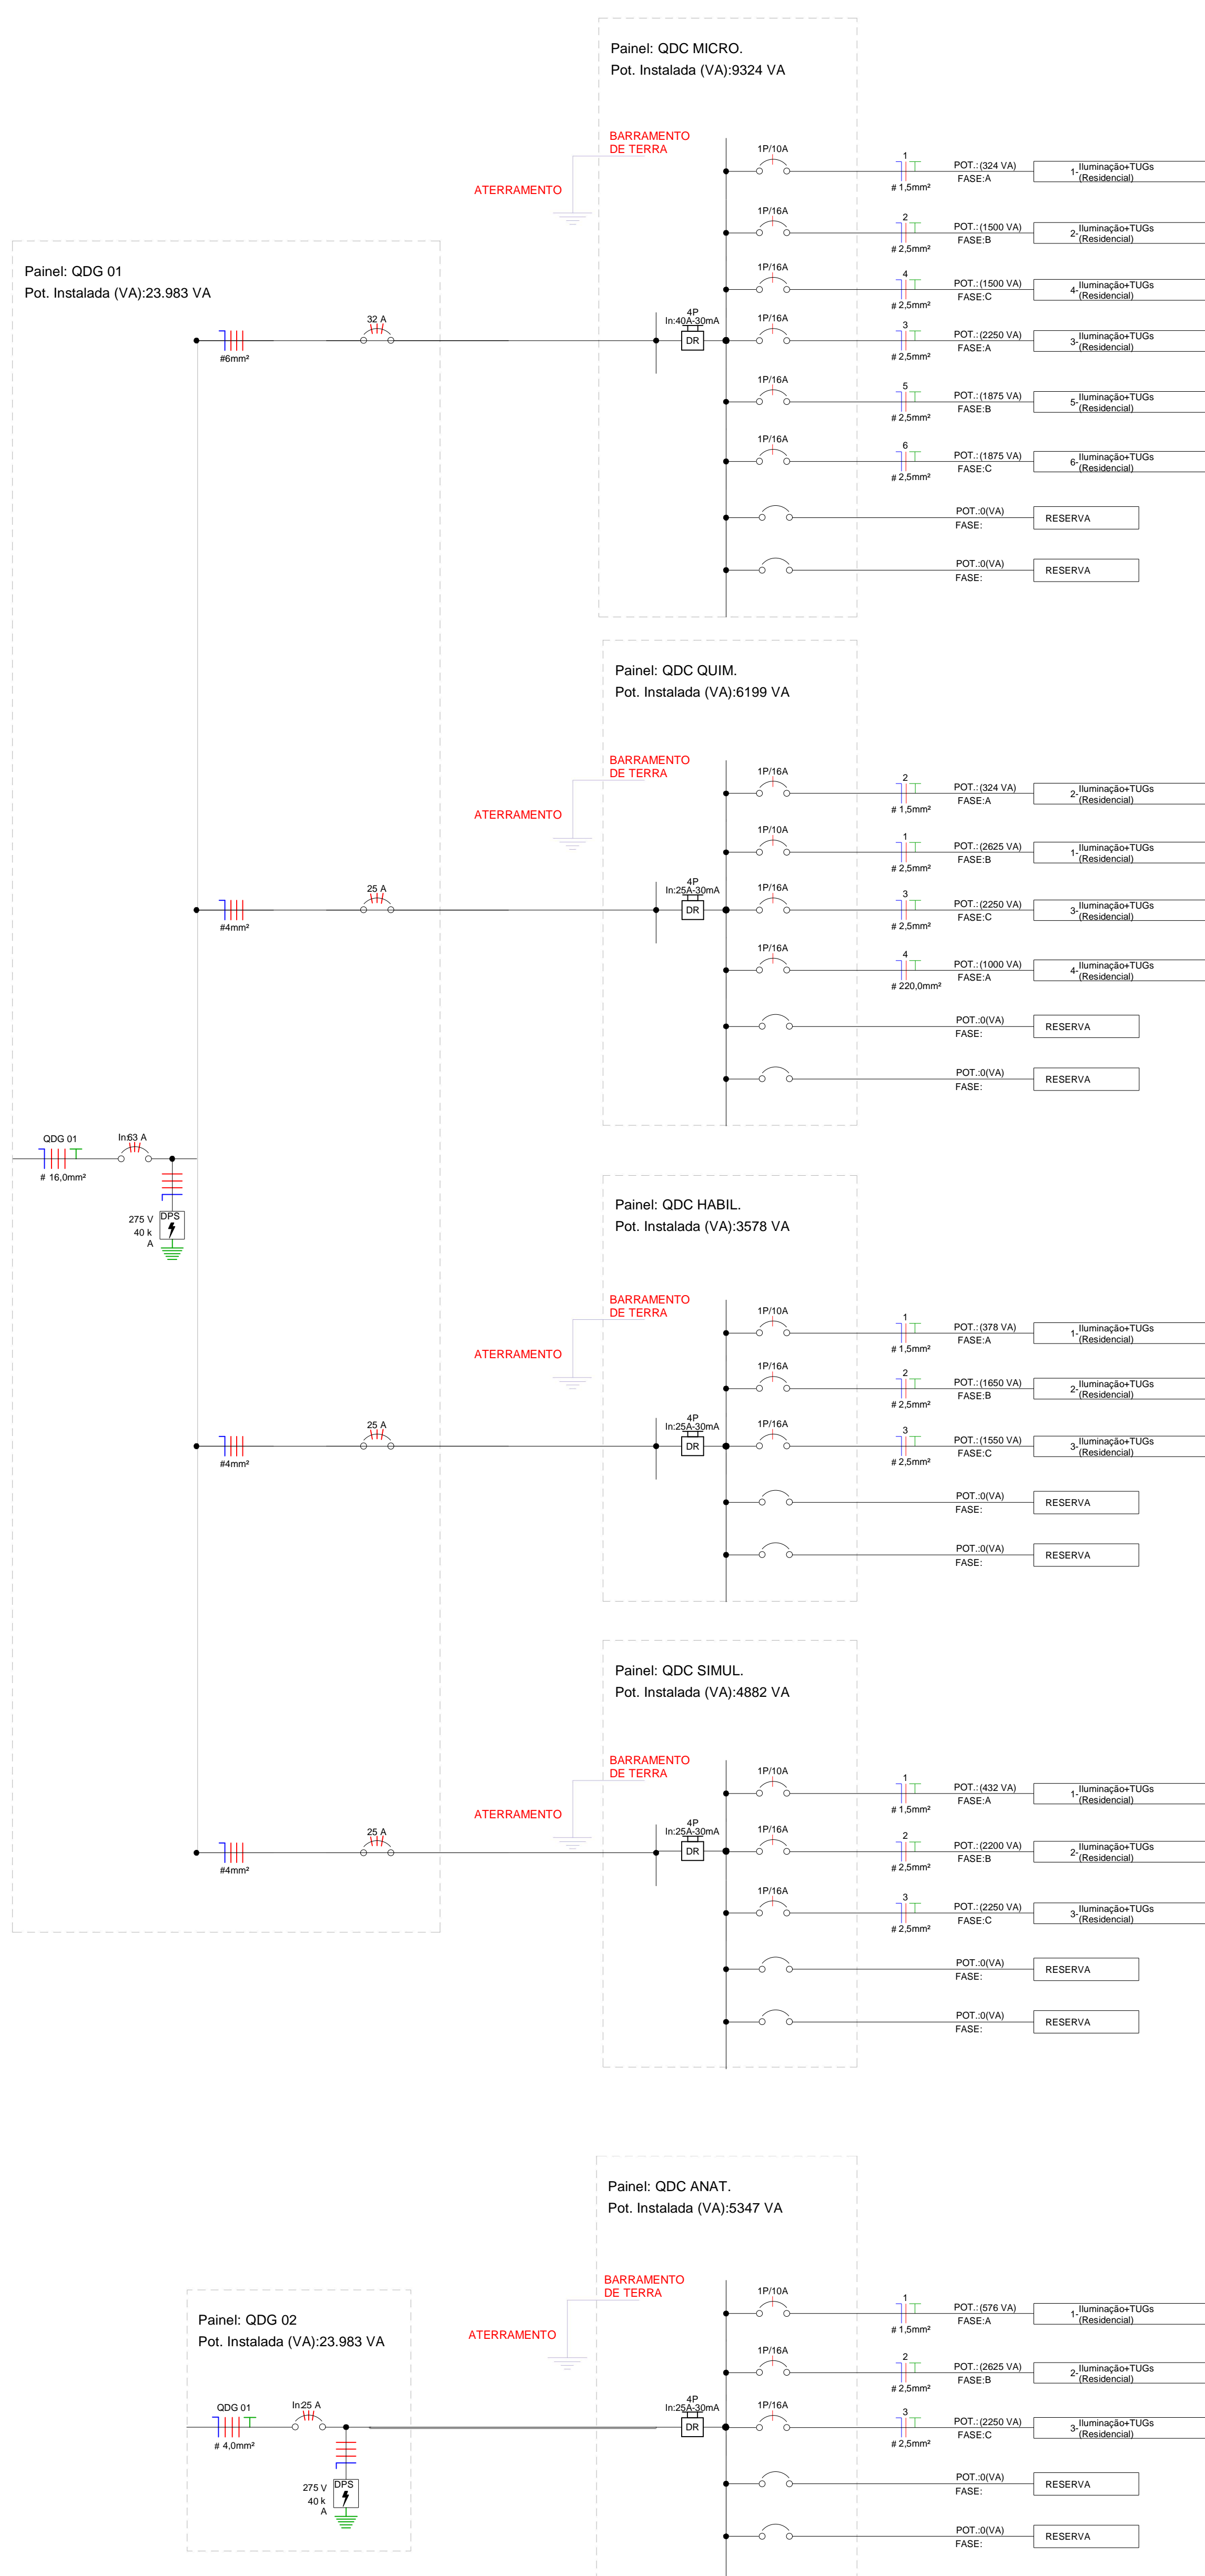 Painel: QDC MICRO.
Pot. Instalada (VA):9324 VA
BARRAMENTO
DE TERRA
ATERRAMENTO
1P/10A
1
# 1,5mm²
POT.:(324 VA)
FASE:A
1-Iluminação+TUGs
(Residencial)
1P/16A
2
# 2,5mm²
POT.:(1500 VA)
FASE:B
2-Iluminação+TUGs
(Residencial)
1P/16A
4
# 2,5mm²
POT.:(1500 VA)
FASE:C
4-Iluminação+TUGs
(Residencial)
Painel: QDG 01
Pot. Instalada (VA):23.983 VA
#6mm²
32 A
4P
In:40A-30mA
DR
1P/16A
3
# 2,5mm²
POT.:(2250 VA)
FASE:A
3-Iluminação+TUGs
(Residencial)
1P/16A
5
# 2,5mm²
POT.:(1875 VA)
FASE:B
5-Iluminação+TUGs
(Residencial)
1P/16A
6
# 2,5mm²
POT.:(1875 VA)
FASE:C
6-Iluminação+TUGs
(Residencial)
POT.:0(VA)
FASE:
RESERVA
POT.:0(VA)
FASE:
RESERVA
Painel: QDC QUIM.
Pot. Instalada (VA):6199 VA
BARRAMENTO
DE TERRA
ATERRAMENTO
1P/16A
2
# 1,5mm²
POT.:(324 VA)
FASE:A
2-Iluminação+TUGs
(Residencial)
1P/10A
1
# 2,5mm²
POT.:(2625 VA)
FASE:B
1-Iluminação+TUGs
(Residencial)
#4mm²
25 A
4P
In:25A-30mA
DR
1P/16A
3
# 2,5mm²
POT.:(2250 VA)
FASE:C
3-Iluminação+TUGs
(Residencial)
1P/16A
4
# 220,0mm²
POT.:(1000 VA)
FASE:A
4-Iluminação+TUGs
(Residencial)
POT.:0(VA)
FASE:
RESERVA
POT.:0(VA)
FASE:
RESERVA
QDG 01
# 16,0mm²
In:63 A
275 V
40 k
A
DPS
Painel: QDC HABIL.
Pot. Instalada (VA):3578 VA
BARRAMENTO
DE TERRA
ATERRAMENTO
1P/10A
1
# 1,5mm²
POT.:(378 VA)
FASE:A
1-Iluminação+TUGs
(Residencial)
1P/16A
2
# 2,5mm²
POT.:(1650 VA)
FASE:B
2-Iluminação+TUGs
(Residencial)
#4mm²
25 A
4P
In:25A-30mA
DR
1P/16A
3
# 2,5mm²
POT.:(1550 VA)
FASE:C
3-Iluminação+TUGs
(Residencial)
POT.:0(VA)
FASE:
RESERVA
POT.:0(VA)
FASE:
RESERVA
Painel: QDC SIMUL.
Pot. Instalada (VA):4882 VA
BARRAMENTO
DE TERRA
ATERRAMENTO
1P/10A
1
# 1,5mm²
POT.:(432 VA)
FASE:A
1-Iluminação+TUGs
(Residencial)
#4mm²
25 A
4P
In:25A-30mA
DR
1P/16A
2
# 2,5mm²
POT.:(2200 VA)
FASE:B
2-Iluminação+TUGs
(Residencial)
1P/16A
3
# 2,5mm²
POT.:(2250 VA)
FASE:C
3-Iluminação+TUGs
(Residencial)
POT.:0(VA)
FASE:
RESERVA
POT.:0(VA)
FASE:
RESERVA
Painel: QDC ANAT.
Pot. Instalada (VA):5347 VA
BARRAMENTO
DE TERRA
ATERRAMENTO
1P/10A
1
# 1,5mm²
POT.:(576 VA)
FASE:A
1-Iluminação+TUGs
(Residencial)
Painel: QDG 02
Pot. Instalada (VA):23.983 VA
1P/16A
2
# 2,5mm²
POT.:(2625 VA)
FASE:B
2-Iluminação+TUGs
(Residencial)
QDG 01
# 4,0mm²
In:25 A
275 V
40 k
A
DPS
4P
In:25A-30mA
DR
1P/16A
3
# 2,5mm²
POT.:(2250 VA)
FASE:C
3-Iluminação+TUGs
(Residencial)
POT.:0(VA)
FASE:
RESERVA
POT.:0(VA)
FASE:
RESERVA